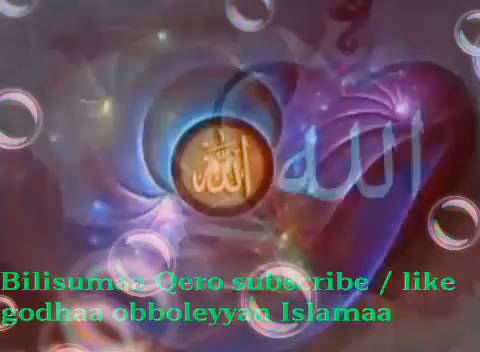 الله
الله
Bilisumaa Qero subscribe / like
godhaa obboleyyan Islamaa